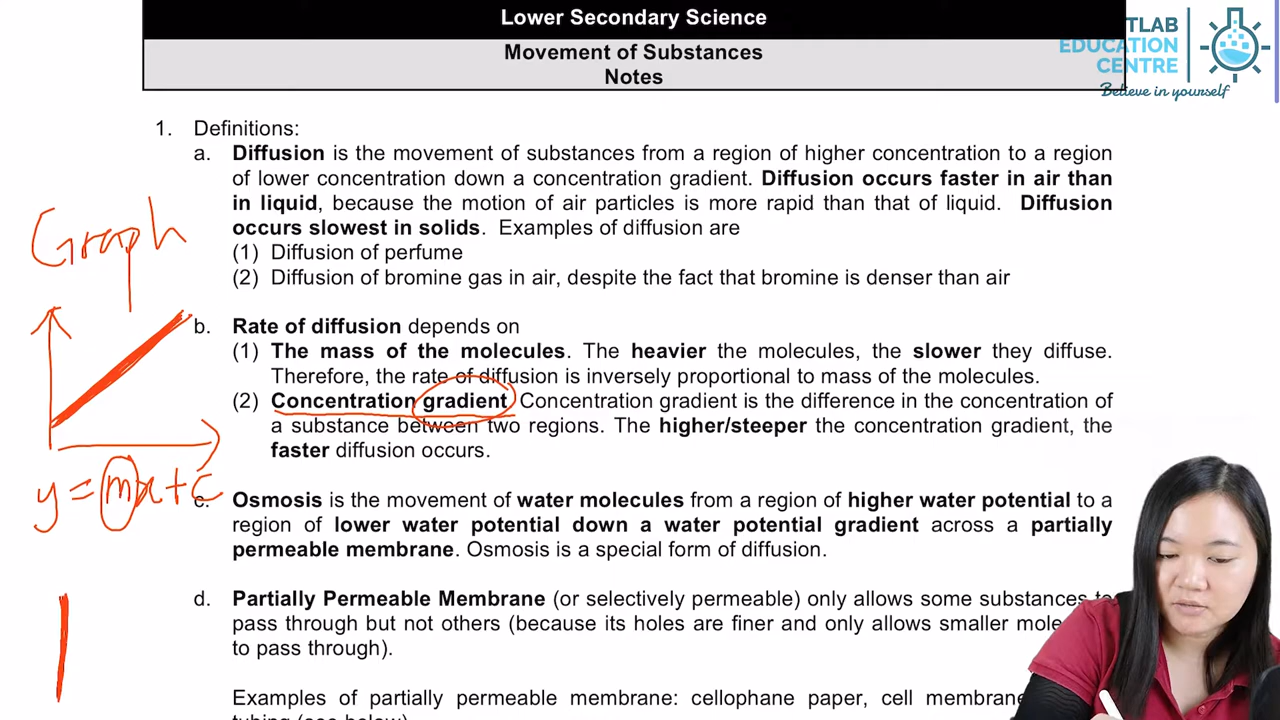 Lower Secondary Science
Movement of Substances
Notes
TLAB
EDUCATION
CENTRE
Believe in yourself
1. Definitions:
a. Diffusion is the movement of substances from a region of higher concentration to a region
of lower concentration down a concentration gradient. Diffusion occurs faster in air than
in liquid, because the motion of air particles is more rapid than that of liquid. Diffusion
occurs slowest in solids. Examples of diffusion are
(1) Diffusion of perfume
(2) Diffusion of bromine gas in air, despite the fact that bromine is denser than air
Graph
b. Rate of diffusion depends on
(1) The mass of the molecules. The heavier the molecules, the slower they diffuse.
Therefore, the rate of diffusion is inversely proportional to mass of the molecules.
(2) Concentration gradient Concentration gradient is the difference in the concentration of
a substance between two regions. The higher/steeper the concentration gradient, the
faster diffusion occurs.
y = mx + c
c. Osmosis is the movement of water molecules from a region of higher water potential to a
region of lower water potential down a water potential gradient across a partially
permeable membrane. Osmosis is a special form of diffusion.
d. Partially Permeable Membrane (or selectively permeable) only allows some substances to
pass through but not others (because its holes are finer and only allows smaller mole
to pass through).
Examples of partially permeable membrane: cellophane paper, cell membrane
tubing (see below)